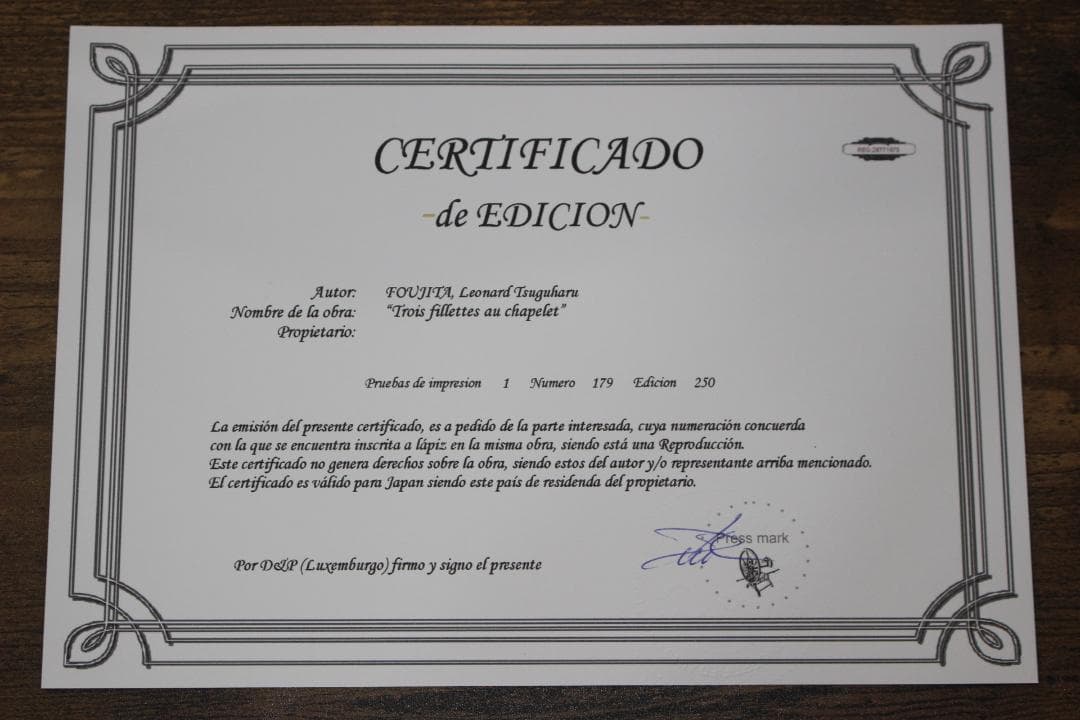 CERTIFICADO
-de EDICION-
Autor: FOUJITA, Leonard Tsuguharu
Nombre de la obra: “Trois fillettes au chapelet”
Propietario:
Pruebas de impresion 1 Numero 179 Edicion 250
La emisión del presente certificado, es a pedido de la parte interesada, cuya numeración concuerda
con la que se encuentra inscrita a lápiz en la misma obra, siendo está una Reproducción.
Este certificado no genera derechos sobre la obra, siendo estos del autor y/o representante arriba mencionado.
El certificado es válido para Japan siendo este país de residenda del propietario.
Press mark
Por D&P (Luxemburgo) firmo y signo el presente